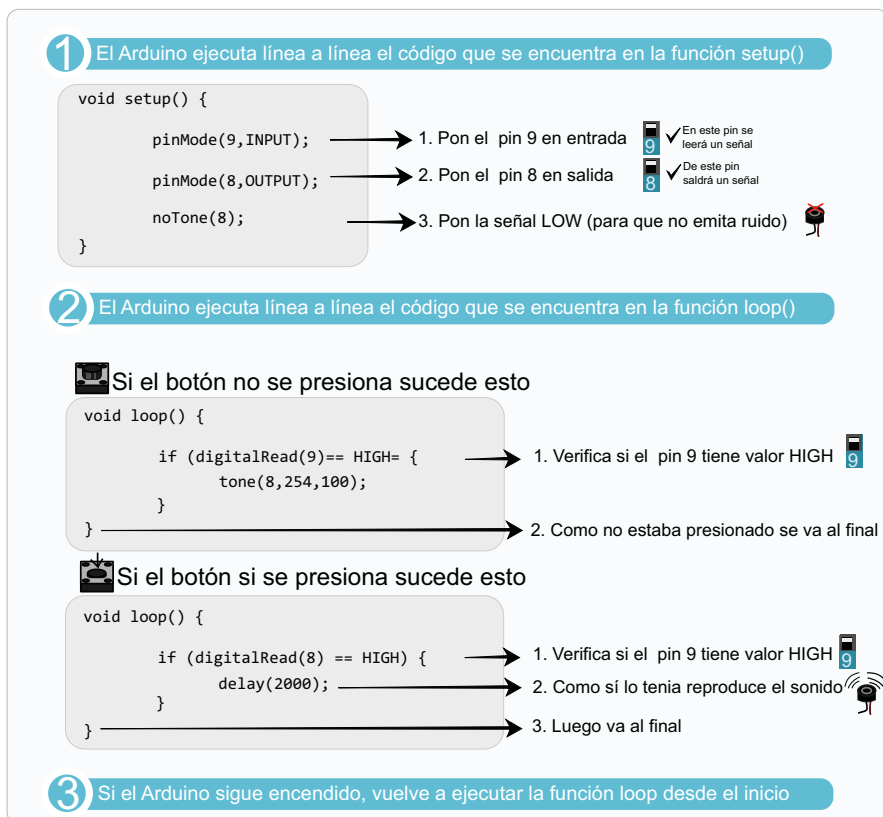 1 El Arduino ejecuta línea a línea el código que se encuentra en la función setup()
void setup() {
pinMode(9,INPUT);
1. Pon el pin 9 en entrada
9
En este pin se
leerá un señal
pinMode(8,OUTPUT);
2. Pon el pin 8 en salida
8
De este pin
saldrá un señal
noTone(8);
3. Pon la señal LOW (para que no emita ruido)
}
2 El Arduino ejecuta línea a línea el código que se encuentra en la función loop()
Si el botón no se presiona sucede esto
void loop() {
if (digitalRead(9)== HIGH= {
1. Verifica si el pin 9 tiene valor HIGH
9
tone(8,254,100);
}
}
2. Como no estaba presionado se va al final
Si el botón si se presiona sucede esto
void loop() {
if (digitalRead(8) == HIGH) {
1. Verifica si el pin 9 tiene valor HIGH
9
delay(2000);
2. Como sí lo tenia reproduce el sonido
}
}
3. Luego va al final
3 Si el Arduino sigue encendido, vuelve a ejecutar la función loop desde el inicio